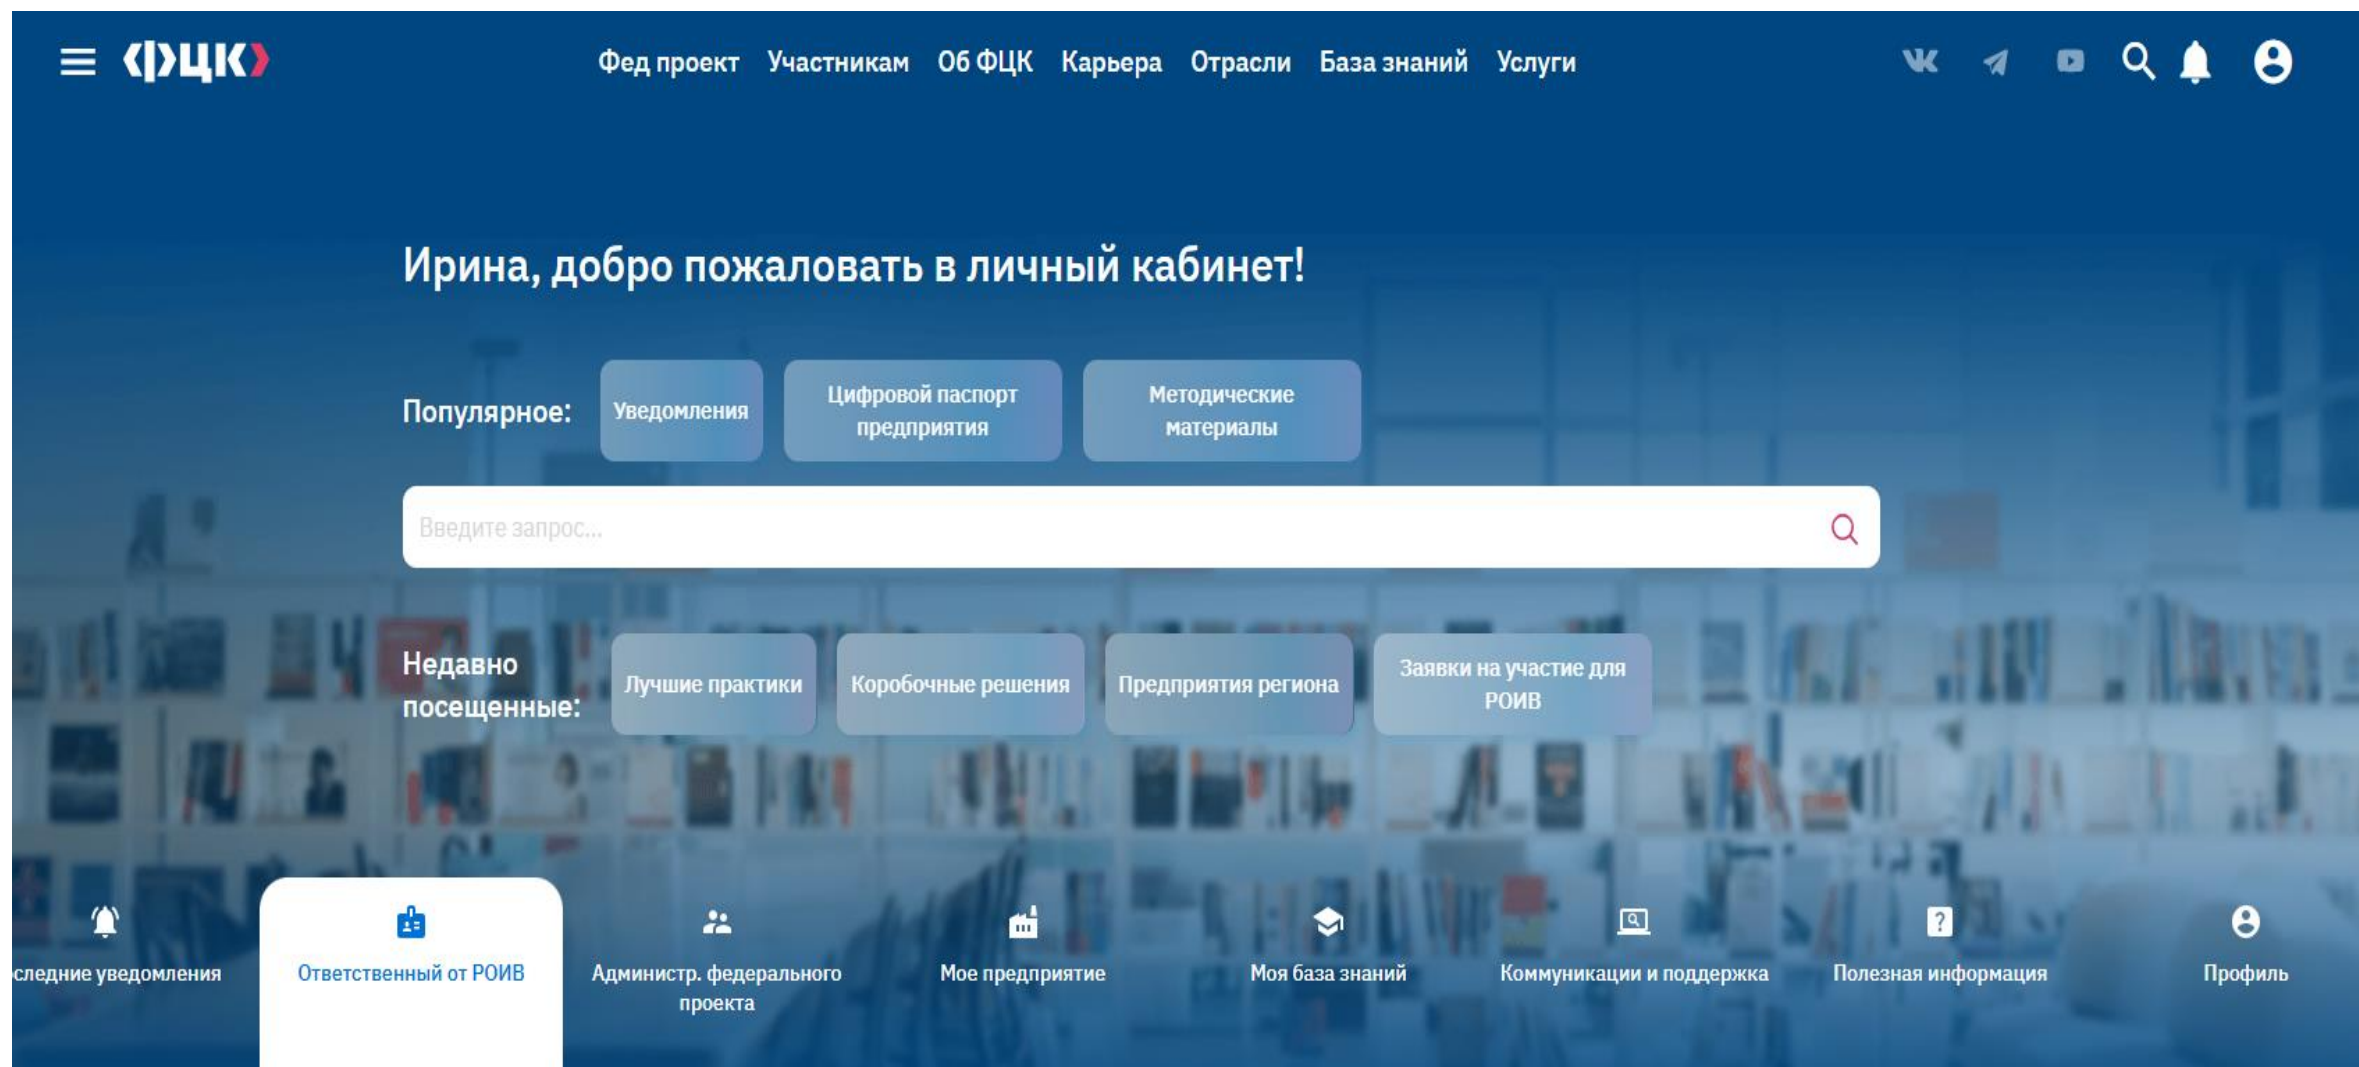 ФЦК
Фед проект Участникам Об ФЦК Карьера Отрасли База знаний Услуги
Ирина, добро пожаловать в личный кабинет!
Популярное:
Уведомления
Цифровой паспорт
предприятия
Методические
материалы
Введите запрос...
Недавно
посещенные:
Лучшие практики
Коробочные решения
Предприятия региона
Заявки на участие для
РОИВ
следние уведомления
Ответственный от РОИВ
Администр. федерального
проекта
Мое предприятие
Моя база знаний
Коммуникации и поддержка
Полезная информация
Профиль